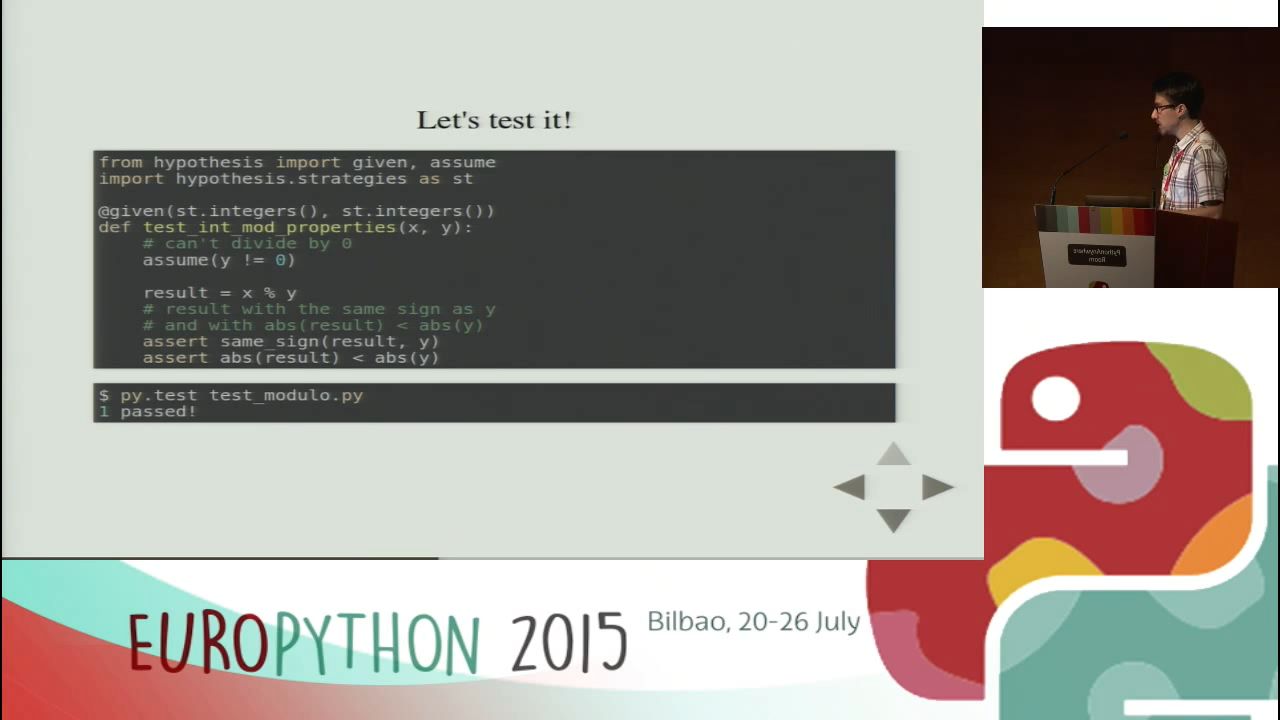 Let's test it!
from hypothesis import given, assume
import hypothesis.strategies as st
@given(st.integers(), st.integers())
def test_int_mod_properties(x, y):
# can't divide by 0
assume(y != 0)
result = x % y
# result with the same sign as y
# and with abs(result) < abs(y)
assert same_sign(result, y)
assert abs(result) < abs(y)
$ py.test test_modulo.py
1 passed!
PythonAnywhere
Room
EUROPYTHON 2015
Bilbao, 20-26 July